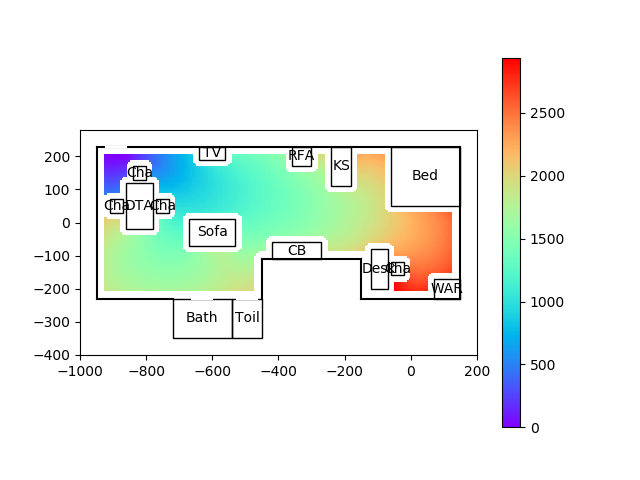 2500
2000
1500
1000
500
0
200
100
0
−100
−200
−300
−400
−1000 −800 −600 −400 −200 0 200
TV
RFA
KS
Bed
Cha
Cha DTA Cha
Sofa
CB
Desk Cha
WAR
Bath
Toil